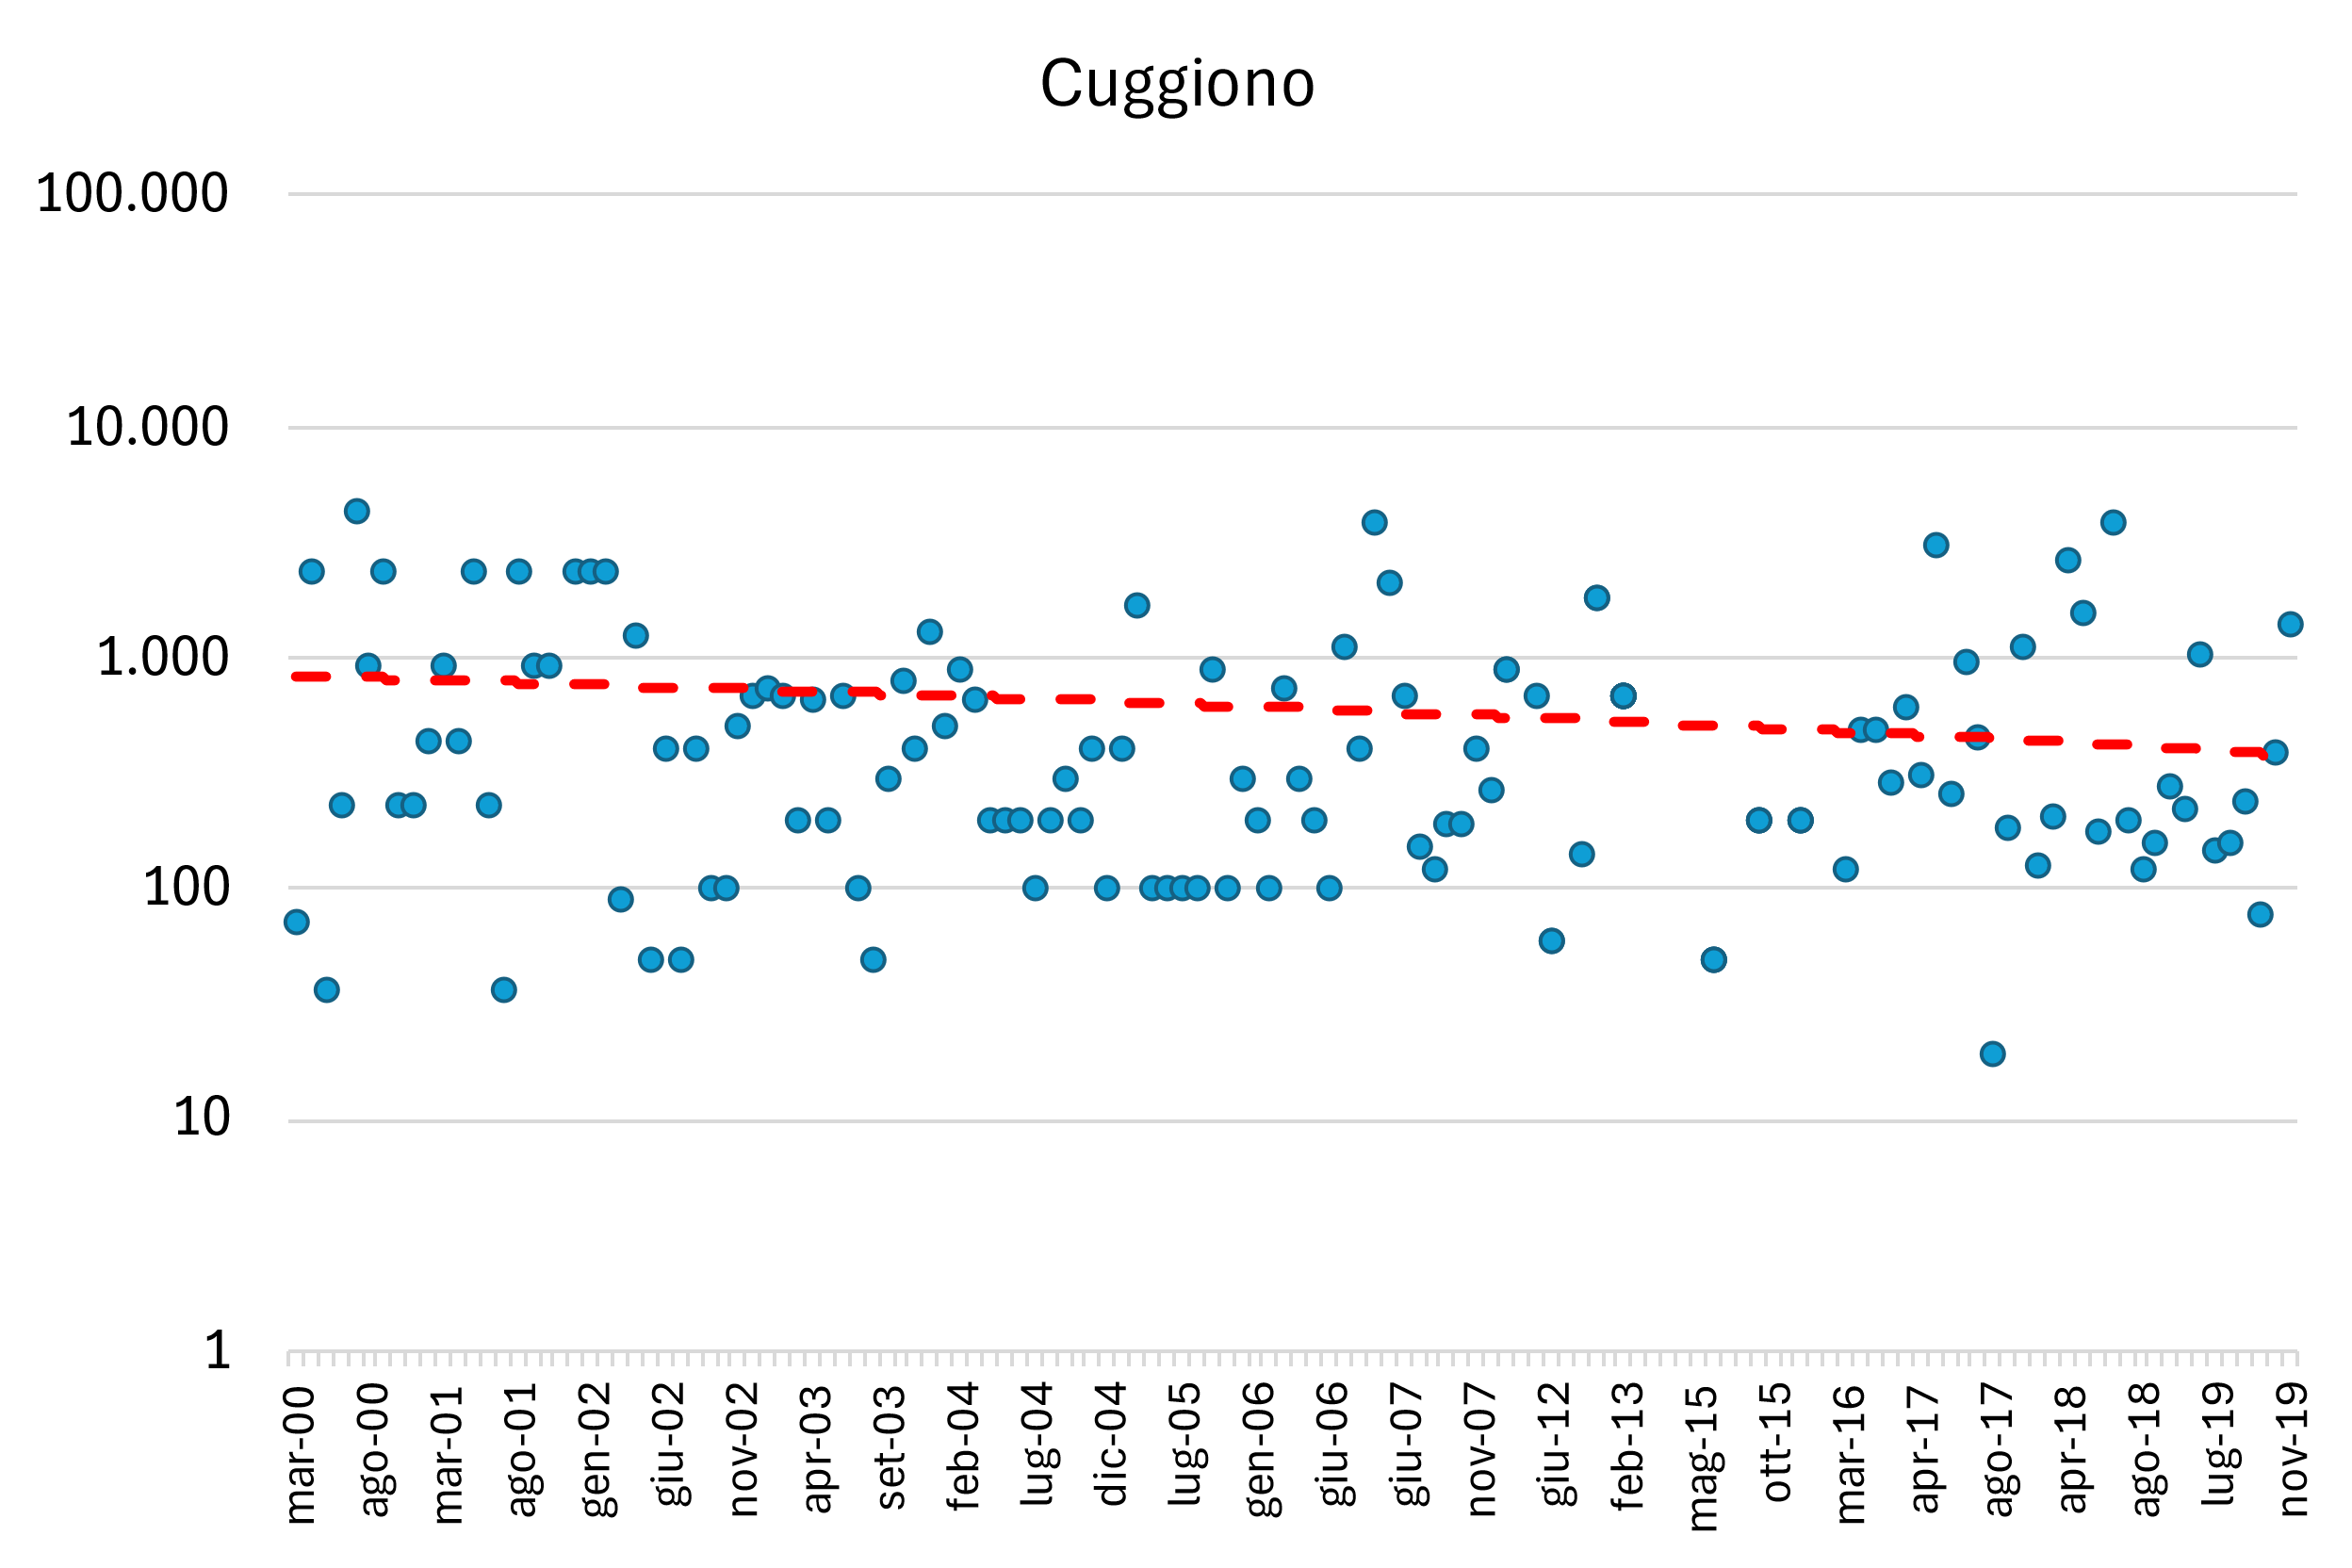 Cuggiono
100.000
10.000
1.000
100
10
1
mar-00
ago-00
mar-01
ago-01
gen-02
giu-02
nov-02
apr-03
set-03
feb-04
lug-04
dic-04
lug-05
gen-06
giu-06
giu-07
nov-07
giu-12
feb-13
mag-15
ott-15
mar-16
apr-17
ago-17
apr-18
ago-18
lug-19
nov-19